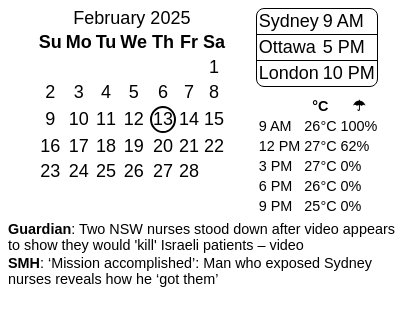 February 2025
Su Mo Tu We Th Fr Sa
1
2 3 4 5 6 7 8
9 10 11 12 13 14 15
16 17 18 19 20 21 22
23 24 25 26 27 28
Sydney 9 AM
Ottawa 5 PM
London 10 PM
°C ☂
9 AM 26°C 100%
12 PM 27°C 62%
3 PM 27°C 0%
6 PM 26°C 0%
9 PM 25°C 0%
Guardian: Two NSW nurses stood down after video appears
to show they would 'kill' Israeli patients – video
SMH: ‘Mission accomplished’: Man who exposed Sydney
nurses reveals how he ‘got them’